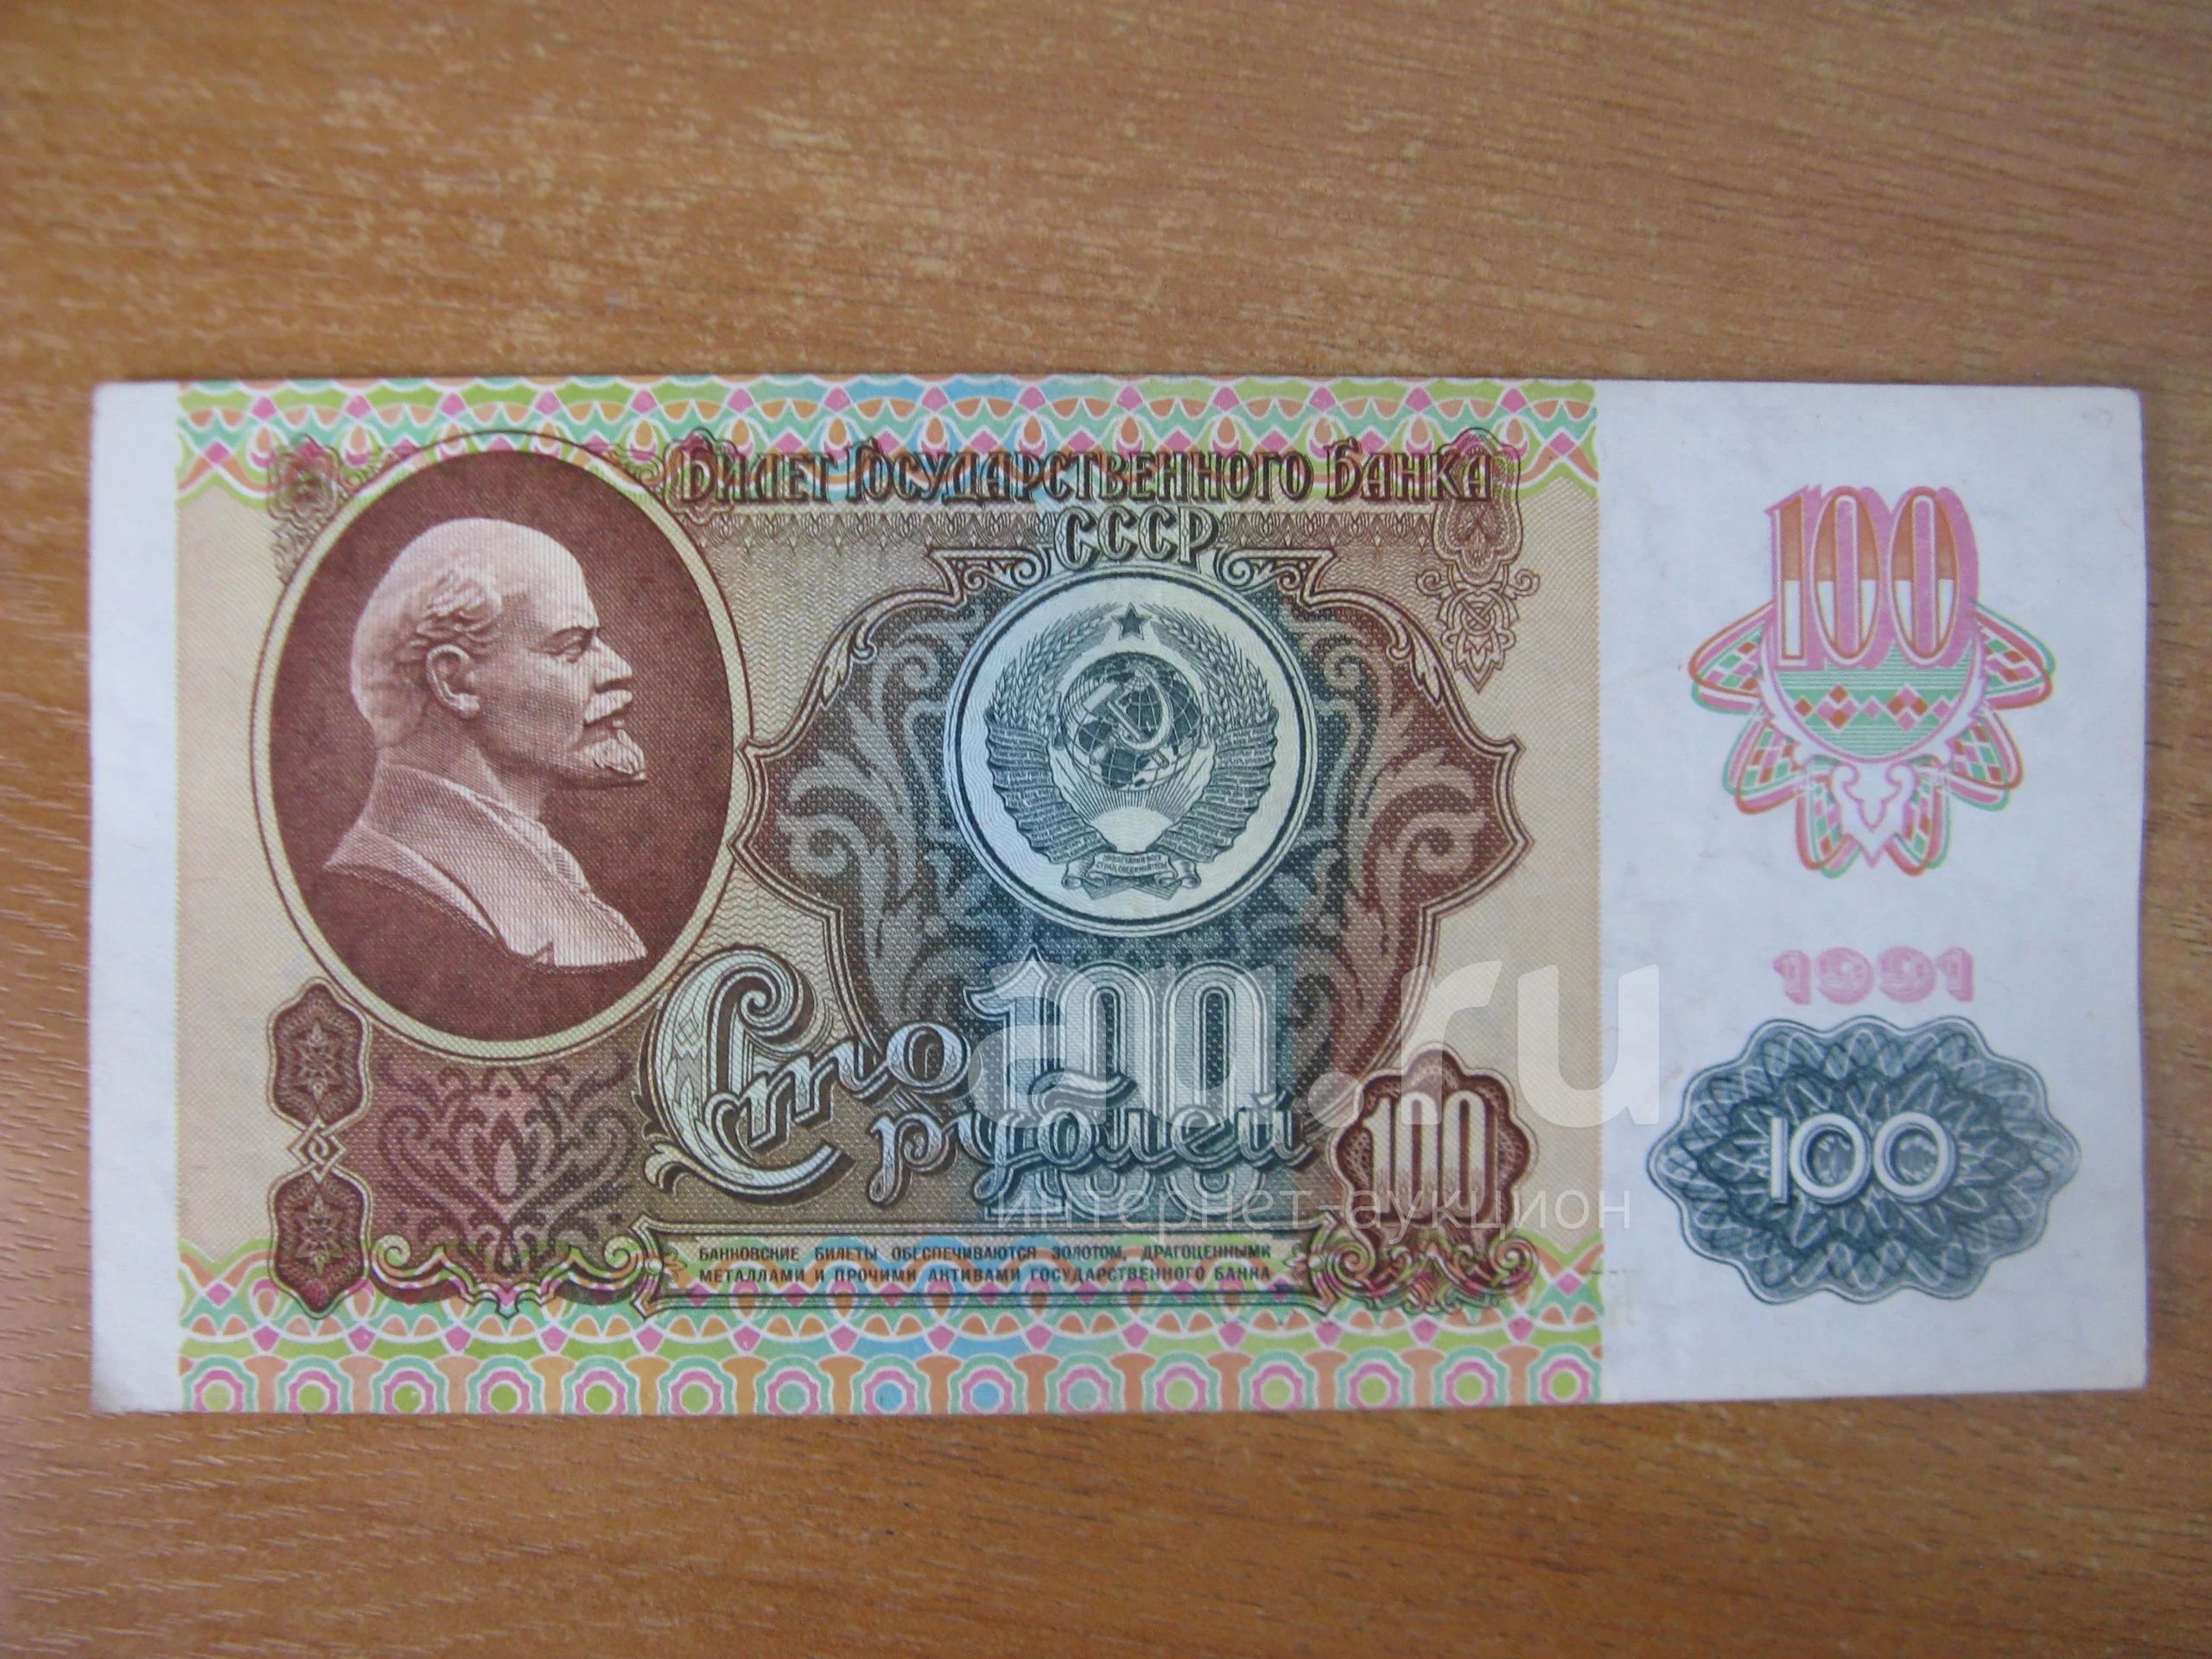 Билет Государственного Банка
СССР
100
1991
Сто 100
рублей
100
100
БАНКОВСКИЕ БИЛЕТЫ ОБЕСПЕЧИВАЮТСЯ ЗОЛОТОМ, ДРАГОЦЕННЫМИ
МЕТАЛЛАМИ И ПРОЧИМИ АКТИВАМИ ГОСУДАРСТВЕННОГО БАНКА
au.ru
интернет-аукцион